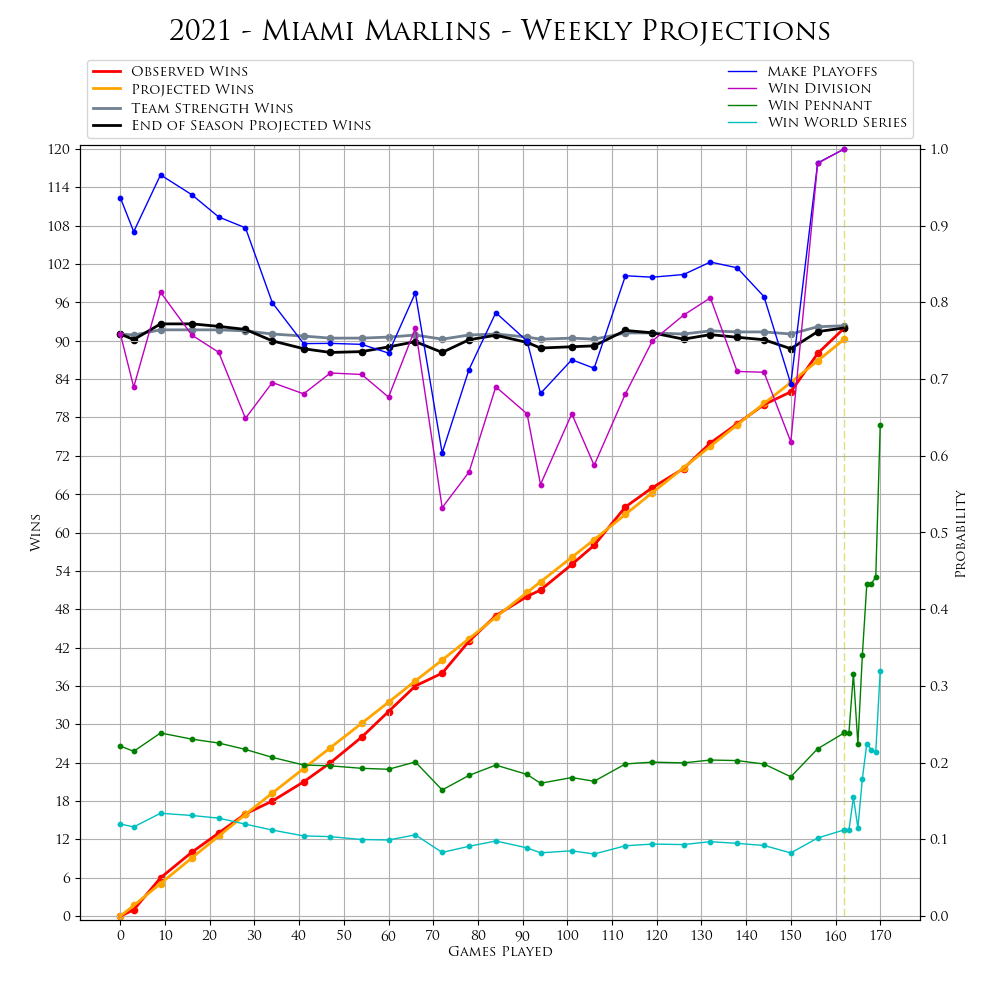 2021 - Miami Marlins - Weekly Projections
Observed Wins
Projected Wins
Team Strength Wins
End of Season Projected Wins
Make Playoffs
Win Division
Win Pennant
Win World Series
120
114
108
102
96
90
84
78
72
66
60
54
48
42
36
30
24
18
12
6
0
Wins
1.0
0.9
0.8
0.7
0.6
0.5
0.4
0.3
0.2
0.1
0.0
Probability
0 10 20 30 40 50 60 70 80 90 100 110 120 130 140 150 160 170
Games Played